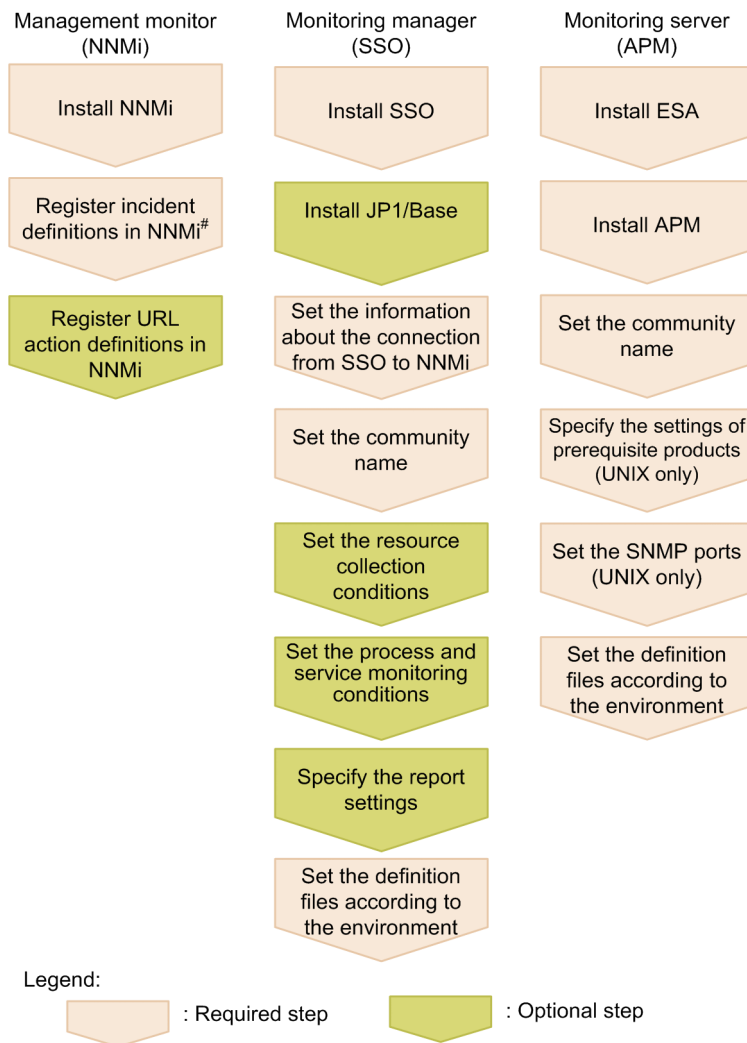 Management monitor
(NNMi)
Install NNMi
Register incident
definitions in NNMi#
Register URL
action definitions in
NNMi
Monitoring manager
(SSO)
Install SSO
Install JP1/Base
Set the information
about the connection
from SSO to NNMi
Set the community
name
Set the resource
collection
conditions
Set the process and
service monitoring
conditions
Specify the report
settings
Set the definition
files according to
the environment
Monitoring server
(APM)
Install ESA
Install APM
Set the community
name
Specify the settings of
prerequisite products
(UNIX only)
Set the SNMP ports
(UNIX only)
Set the definition
files according to
the environment
Legend:
: Required step
: Optional step